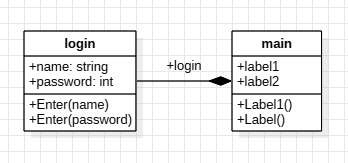 login
+name: string
+password: int
+Enter(name)
+Enter(password)
+login
main
+label1
+label2
+Label1()
+Label()